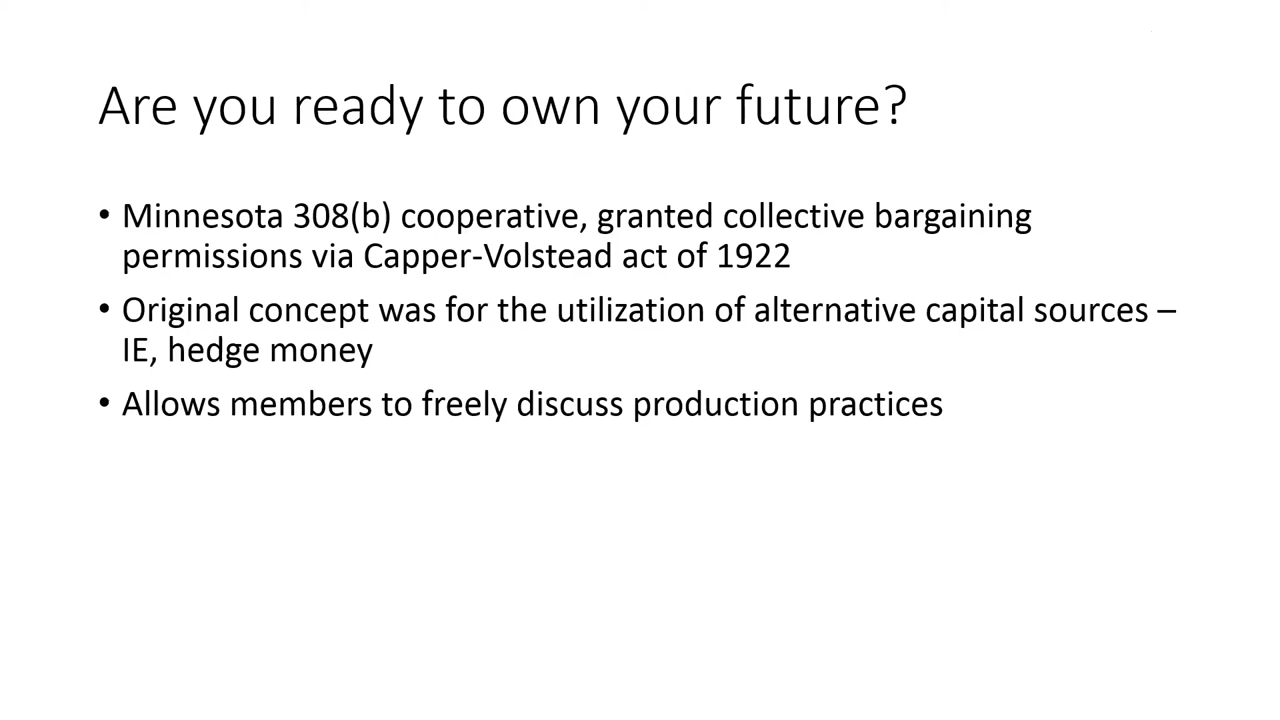 Are you ready to own your future?
• Minnesota 308(b) cooperative, granted collective bargaining
permissions via Capper-Volstead act of 1922
• Original concept was for the utilization of alternative capital sources –
IE, hedge money
• Allows members to freely discuss production practices